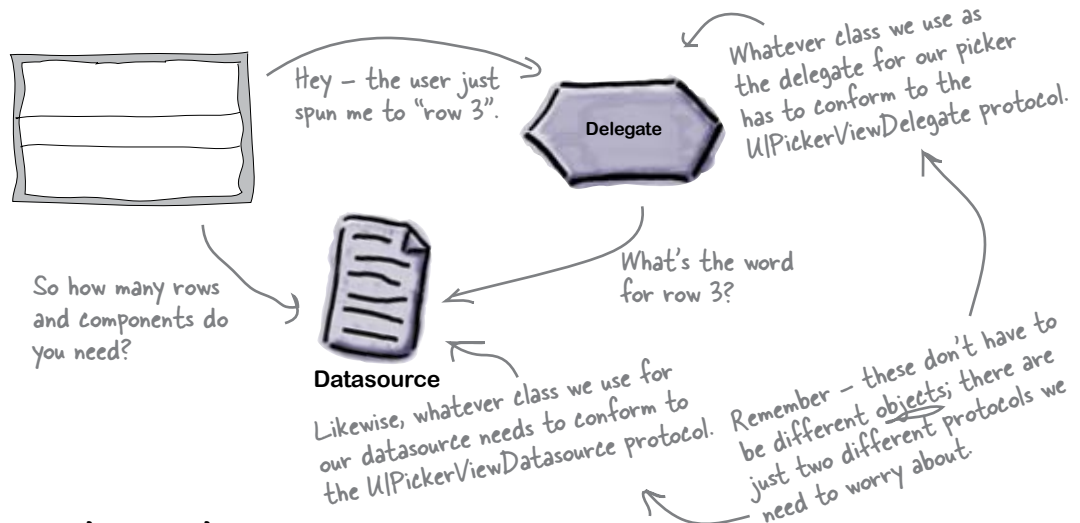 Hey – the user just
spun me to “row 3”.
Delegate
Whatever class we use as
the delegate for our picker
has to conform to the
UIPickerViewDelegate protocol.
So how many rows
and components do
you need?
What's the word
for row 3?
Datasource
Likewise, whatever class we use for
our datasource needs to conform to
the UIPickerViewDatasource protocol.
Remember – these don't have to
be different objects; there are
just two different protocols we
need to worry about.